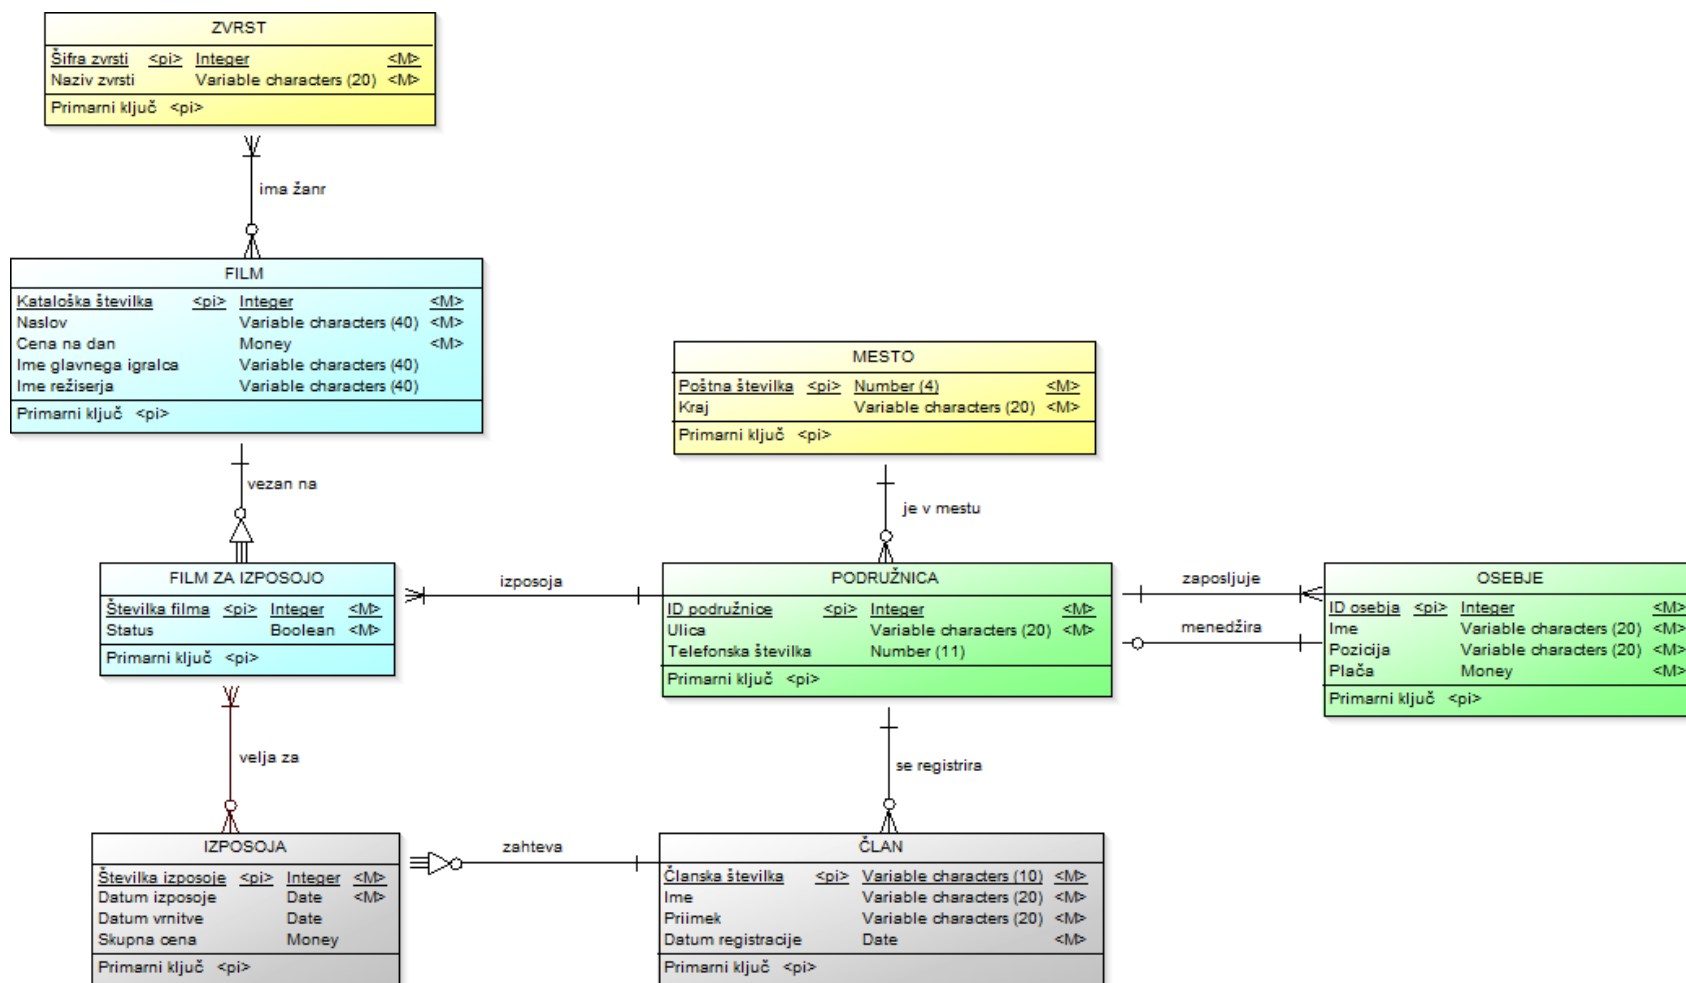 ZVRST
Šifra zvrsti <pi> Integer <M>
Naziv zvrsti Variable characters (20) <M>
Primarni ključ <pi>
ima žanr
FILM
Kataloška številka <pi> Integer <M>
Naslov Variable characters (40) <M>
Cena na dan Money <M>
Ime glavnega igralca Variable characters (40)
Ime režiserja Variable characters (40)
Primarni ključ <pi>
MESTO
Poštna številka <pi> Number (4) <M>
Kraj Variable characters (20) <M>
Primarni ključ <pi>
vezan na
je v mestu
FILM ZA IZPOSOJO
Številka filma <pi> Integer <M>
Status Boolean <M>
Primarni ključ <pi>
izposoja
PODRUŽNICA
ID podružnice <pi> Integer <M>
Ulica Variable characters (20) <M>
Telefonska številka Number (11)
Primarni ključ <pi>
zaposljuje
menedžira
OSEBJE
ID osebja <pi> Integer <M>
Ime Variable characters (20) <M>
Pozicija Variable characters (20) <M>
Plača Money <M>
Primarni ključ <pi>
velja za
se registrira
IZPOSOJA
Številka izposoje <pi> Integer <M>
Datum izposoje Date <M>
Datum vrnitve Date
Skupna cena Money
Primarni ključ <pi>
zahteva
ČLAN
Članska številka <pi> Variable characters (10) <M>
Ime Variable characters (20) <M>
Priimek Variable characters (20) <M>
Datum registracije Date <M>
Primarni ključ <pi>